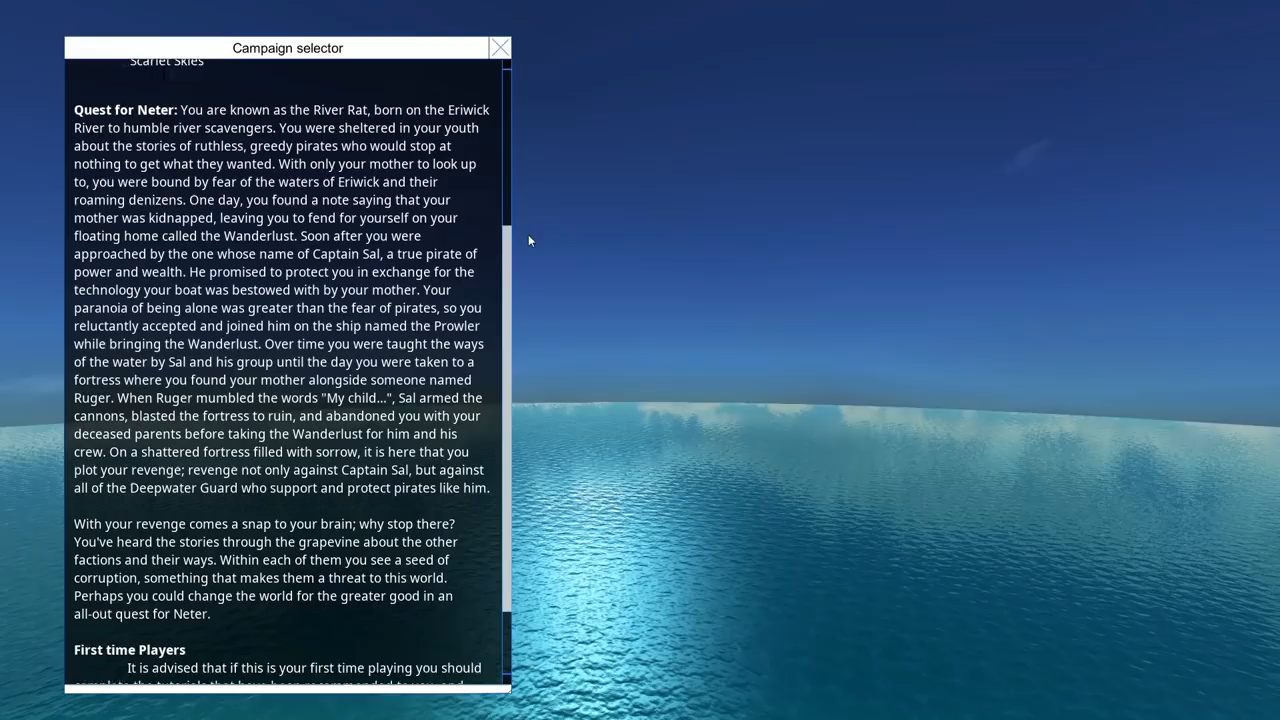 Campaign selector
Scarlet Skies
Quest for Neter: You are known as the River Rat, born on the Eriwick
River to humble river scavengers. You were sheltered in your youth
about the stories of ruthless, greedy pirates who would stop at
nothing to get what they wanted. With only your mother to look up
to, you were bound by fear of the waters of Eriwick and their
roaming denizens. One day, you found a note saying that your
mother was kidnapped, leaving you to fend for yourself on your
floating home called the Wanderlust. Soon after you were
approached by the one whose name of Captain Sal, a true pirate of
power and wealth. He promised to protect you in exchange for the
technology your boat was bestowed with by your mother. Your
paranoia of being alone was greater than the fear of pirates, so you
reluctantly accepted and joined him on the ship named the Prowler
while bringing the Wanderlust. Over time you were taught the ways
of the water by Sal and his group until the day you were taken to a
fortress where you found your mother alongside someone named
Ruger. When Ruger mumbled the words "My child...", Sal armed the
cannons, blasted the fortress to ruin, and abandoned you with your
deceased parents before taking the Wanderlust for him and his
crew. On a shattered fortress filled with sorrow, it is here that you
plot your revenge; revenge not only against Captain Sal, but against
all of the Deepwater Guard who support and protect pirates like him.
With your revenge comes a snap to your brain; why stop there?
You've heard the stories through the grapevine about the other
factions and their ways. Within each of them you see a seed of
corruption, something that makes them a threat to this world.
Perhaps you could change the world for the greater good in an
all-out quest for Neter.
First time Players
It is advised that if this is your first time playing you should
complete the tutorials that have been recommended to you, and